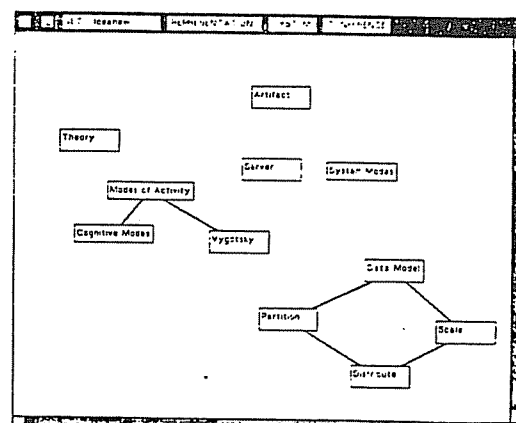 Artifact
Theory
Server
System Modes
Modes of Activity
Cognitive Modes
Vygotsky
Data Model
Partition
Scale
Distribute